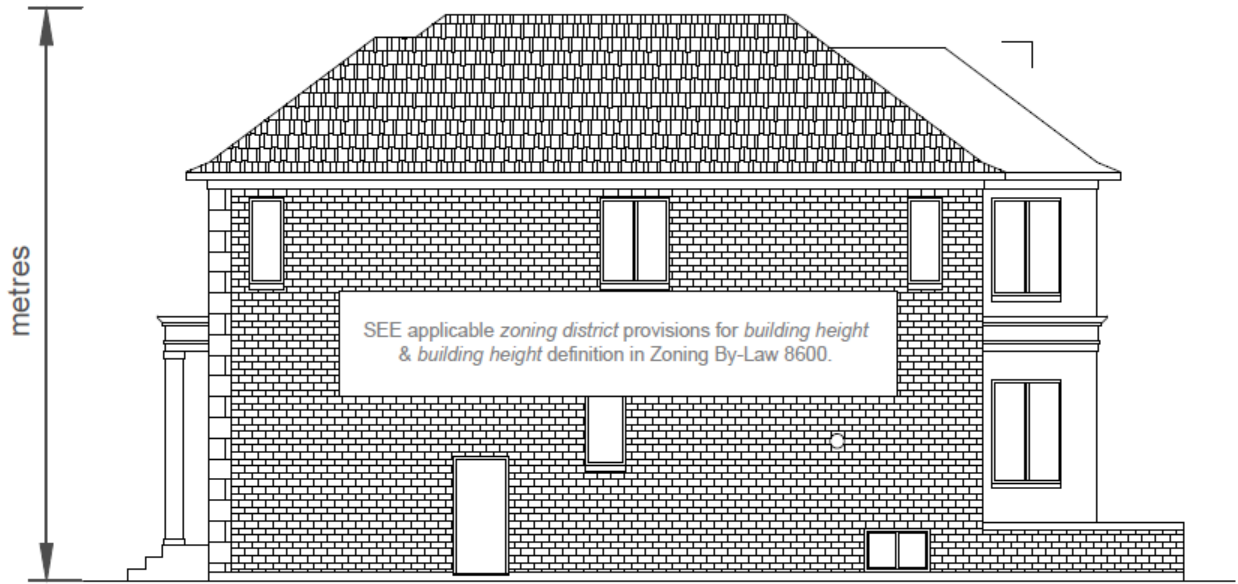 metres
SEE applicable zoning district provisions for building height
& building height definition in Zoning By-Law 8600.